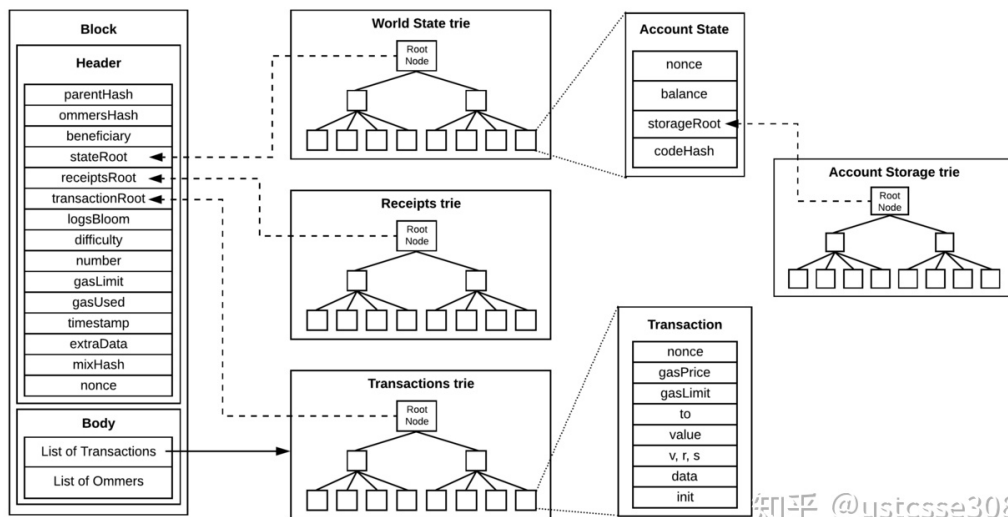 Block
Header
parentHash
ommersHash
beneficiary
stateRoot
receiptsRoot
transactionRoot
logsBloom
difficulty
number
gasLimit
gasUsed
timestamp
extraData
mixHash
nonce
Body
List of Transactions
List of Ommers
World State trie
Root
Node
Receipts trie
Root
Node
Transactions trie
Root
Node
Account State
nonce
balance
storageRoot
codeHash
Account Storage trie
Root
Node
Transaction
nonce
gasPrice
gasLimit
to
value
v, r, s
data
init
知乎 @ustcsse308